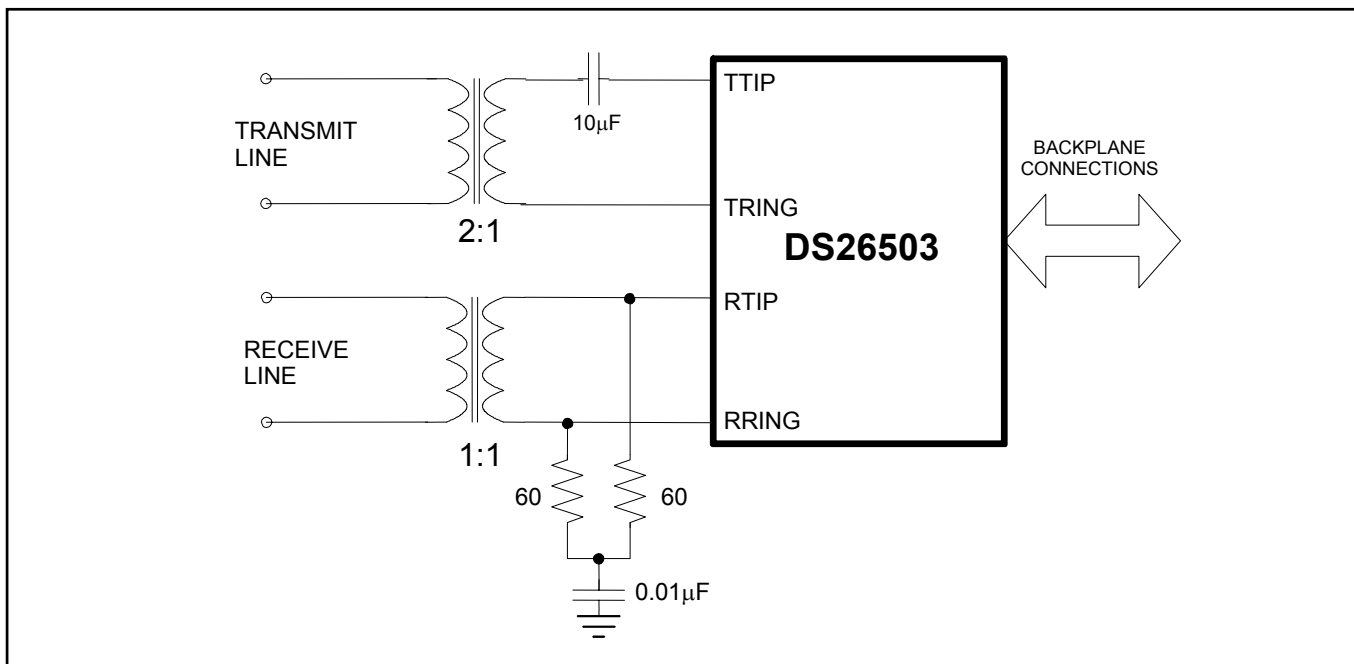 TTIP
10μF
TRANSMIT
LINE
BACKPLANE
CONNECTIONS
TRING
2:1
DS26503
RTIP
RECEIVE
LINE
RRING
1:1
60
60
0.01μF